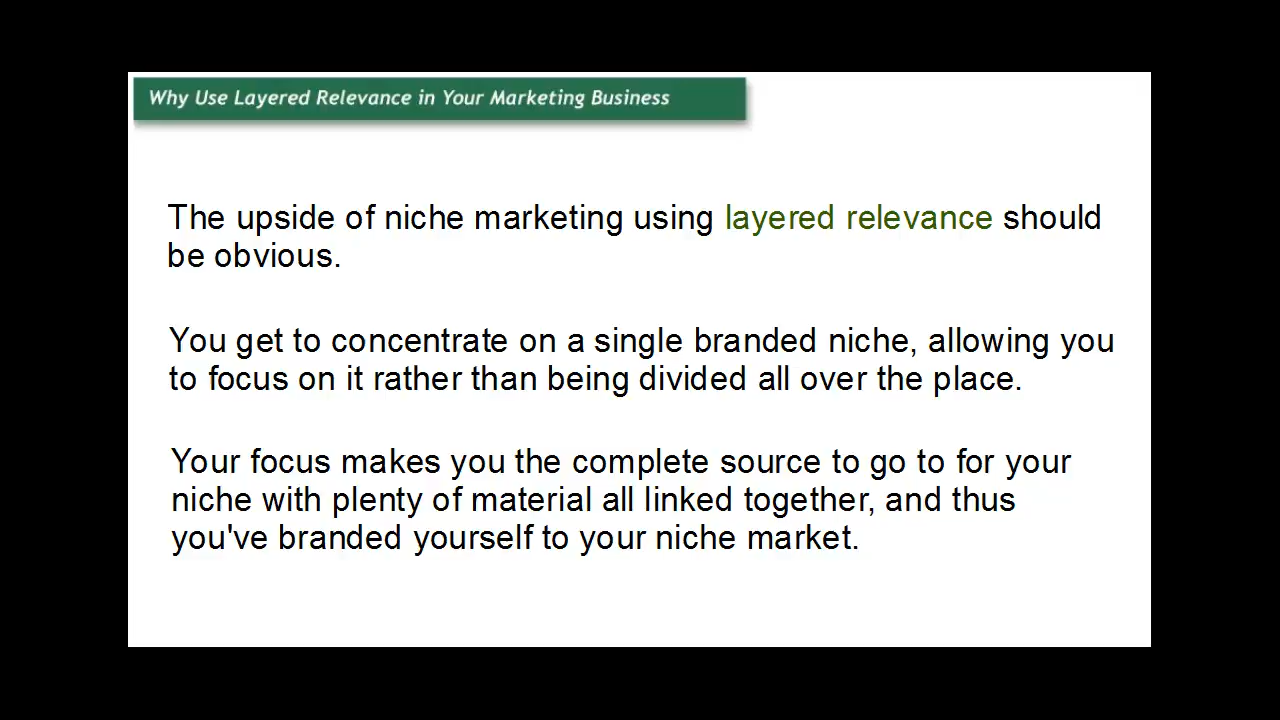 Why Use Layered Relevance in Your Marketing Business
The upside of niche marketing using layered relevance should
be obvious.
You get to concentrate on a single branded niche, allowing you
to focus on it rather than being divided all over the place.
Your focus makes you the complete source to go to for your
niche with plenty of material all linked together, and thus
you've branded yourself to your niche market.